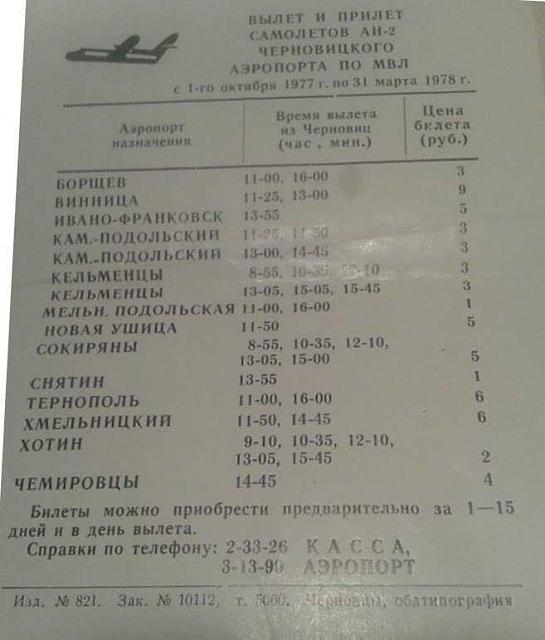 ВЫЛЕТ И ПРИЛЕТ
САМОЛЕТОВ АН-2
ЧЕРНОВИЦКОГО
АЭРОПОРТА ПО МВЛ
с 1-го октября 1977 г. по 31 марта 1978 г.
Аэропорт назначения Время вылета из Черновиц (час, мин.) Цена билета (руб.)
БОРЩЕВ 11-00, 16-00 3
ВИННИЦА 11-25, 13-00 9
ИВАНО-ФРАНКОВСК 13-55 5
КАМ.-ПОДОЛЬСКИЙ 11-25, 11-50 3
КАМ.-ПОДОЛЬСКИЙ 13-00, 14-45 3
КЕЛЬМЕНЦЫ 8-55, 10-35, 12-10 3
КЕЛЬМЕНЦЫ 13-05, 15-05, 15-45 3
МЕЛЬН. ПОДОЛЬСКАЯ 11-00, 16-00 1
НОВАЯ УШИЦА 11-50 5
СОКИРЯНЫ 8-55, 10-35, 12-10,
13-05, 15-00 5
СНЯТИН 13-55 1
ТЕРНОПОЛЬ 11-00, 16-00 6
ХМЕЛЬНИЦКИЙ 11-50, 14-45 6
ХОТИН 9-10, 10-35, 12-10,
13-05, 15-45 2
ЧЕМИРОВЦЫ 14-45 4
Билеты можно приобрести предварительно за 1—15
дней и в день вылета.
Справки по телефону: 2-33-26 КАССА,
3-13-90 АЭРОПОРТ
Изд. № 821. Зак. № 10112, т. 5000. Черновцы, облтипография